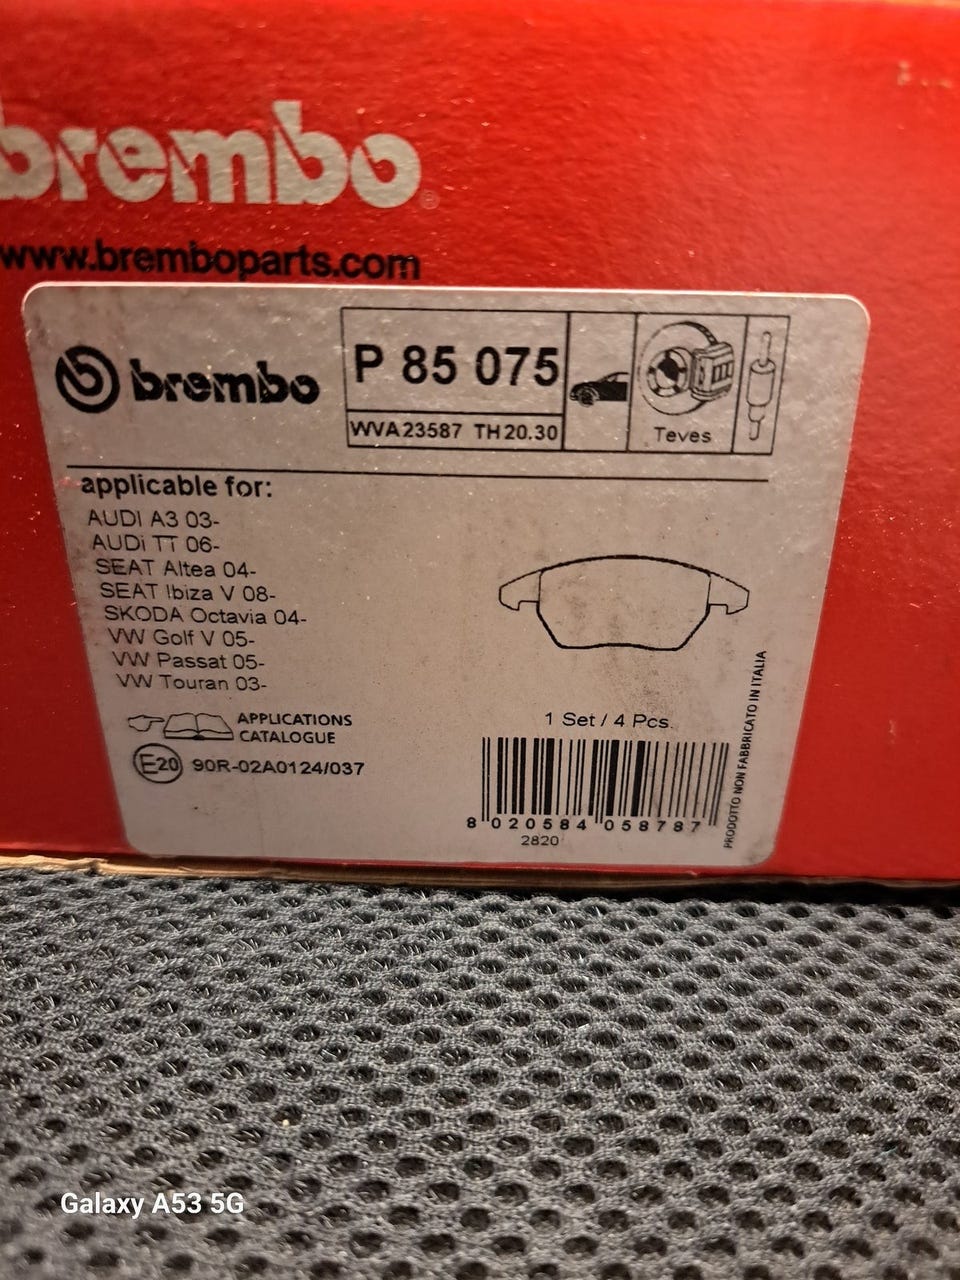 brembo®
www.bremboparts.com
brembo
P 85 075
WVA 23587 TH 20.30
Teves
applicable for:
AUDI A3 03-
AUDi TT 06-
SEAT Altea 04-
SEAT Ibiza V 08-
SKODA Octavia 04-
VW Golf V 05-
VW Passat 05-
VW Touran 03-
APPLICATIONS
CATALOGUE
E20 90R-02A0124/037
1 Set / 4 Pcs.
8 020584 058787
2820
PRODOTTO NON FABBRICATO IN ITALIA
Galaxy A53 5G